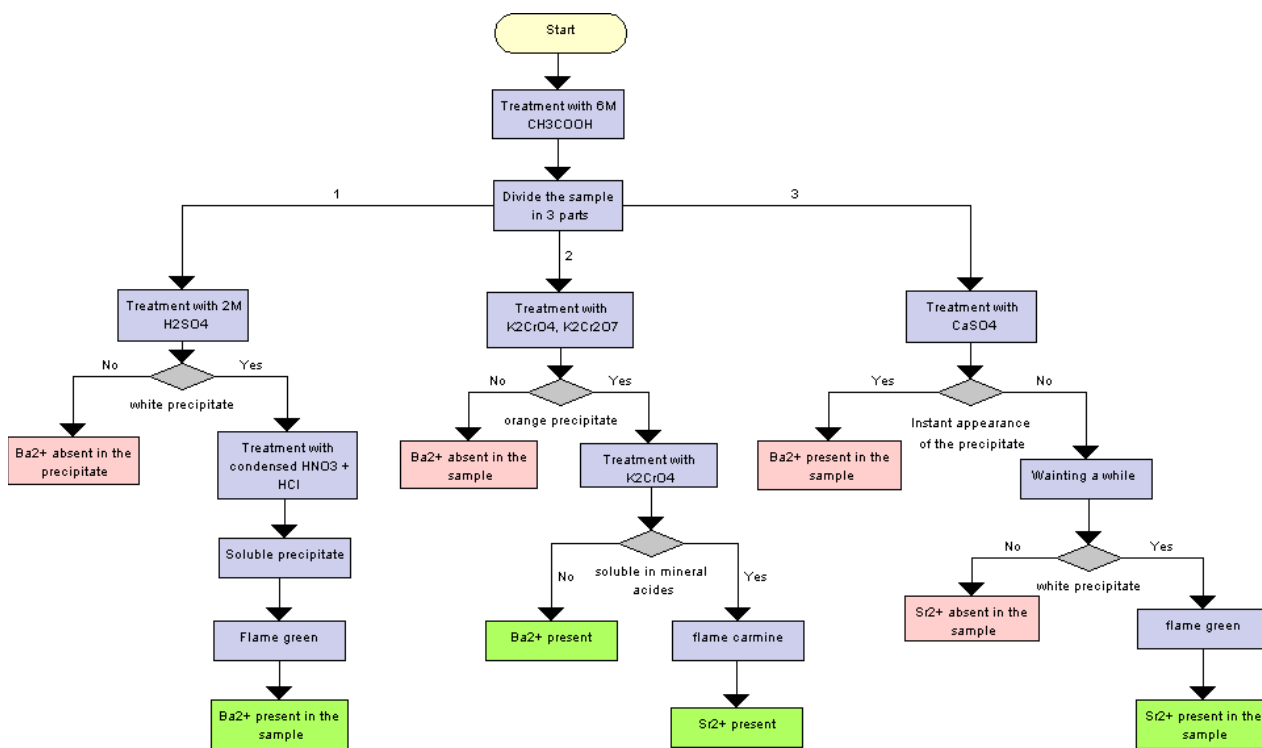 Start
Treatment with 6M
CH3COOH
Divide the sample
in 3 parts
1
2
3
Treatment with 2M
H2SO4
No
Yes
white precipitate
Ba2+ absent in the
precipitate
Treatment with
condensed HNO3 +
HCl
Soluble precipitate
Flame green
Ba2+ present in the
sample
Treatment with
K2CrO4, K2Cr2O7
No
Yes
orange precipitate
Ba2+ absent in the
sample
Treatment with
K2CrO4
No
Yes
soluble in mineral
acides
Ba2+ present
flame carmine
Sr2+ present
Treatment with
CaSO4
Yes
No
Instant appearance
of the precipitate
Ba2+ present in the
sample
Wainting a while
No
Yes
white precipitate
Sr2+ absent in the
sample
flame green
Sr2+ present in the
sample